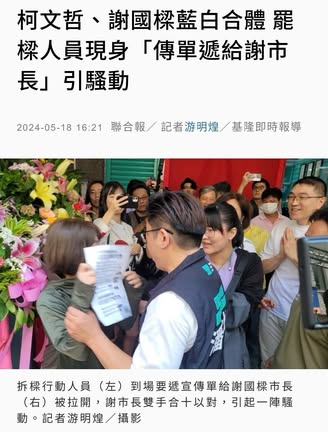 柯文哲、謝國樑藍白合體 罷
樑人員現身「傳單遞給謝市
長」引騷動
2024-05-18 16:21 聯合報／ 記者游明煌／基隆即時報導
拆樑行動人員（左）到場要遞宣傳單給謝國樑市長
（右）被拉開，謝市長雙手合十以對，引起一陣騷
動。記者游明煌／攝影